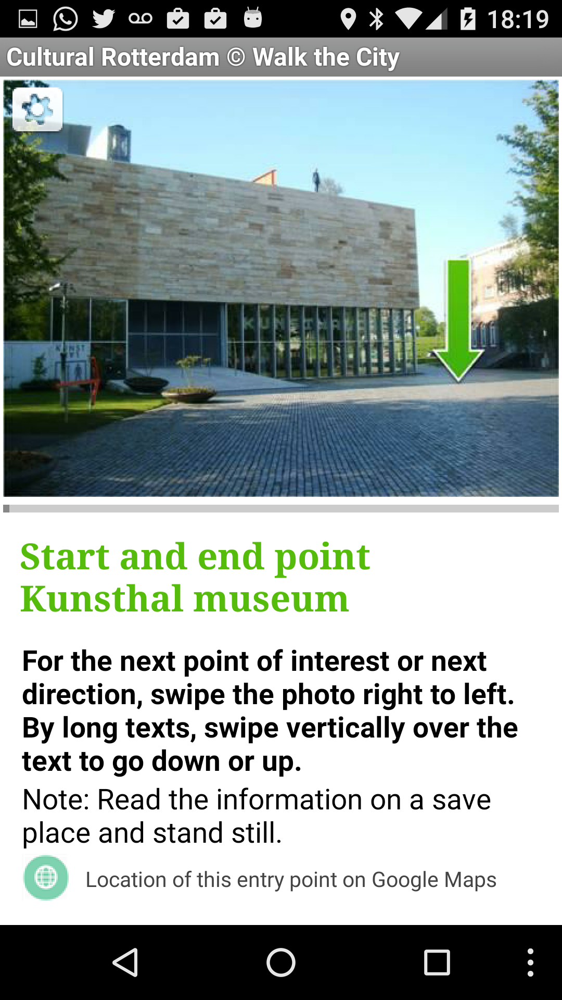 18:19
Cultural Rotterdam © Walk the City
KUNST
Start and end point
Kunsthal museum
For the next point of interest or next
direction, swipe the photo right to left.
By long texts, swipe vertically over the
text to go down or up.
Note: Read the information on a save
place and stand still.
Location of this entry point on Google Maps